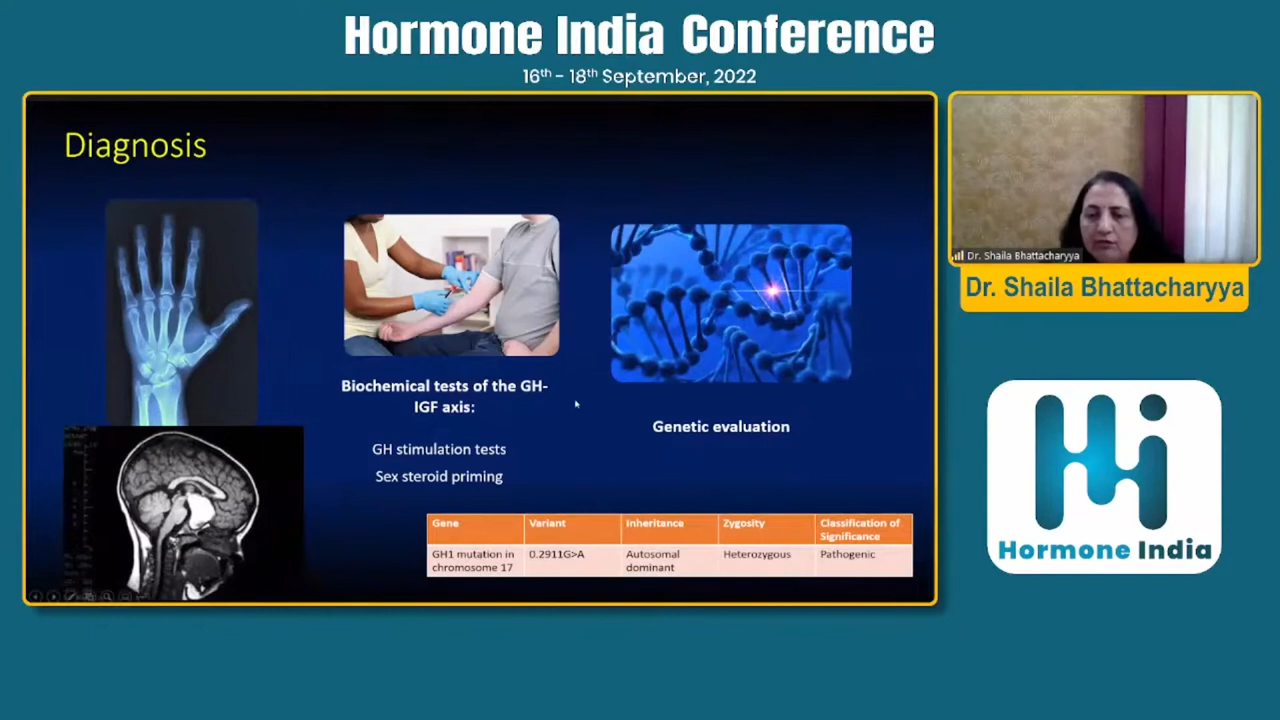 Hormone India Conference
16th - 18th September, 2022
Diagnosis
Biochemical tests of the GH-
IGF axis:
GH stimulation tests
Sex steroid priming
Genetic evaluation
Gene Variant Inheritance Zygosity Classification of
Significance
GH1 mutation in 0.2911G>A Autosomal Heterozygous Pathogenic
chromosome 17 dominant
Dr. Shaila Bhattacharyya
Dr. Shaila Bhattacharyya
Hi
Hormone India